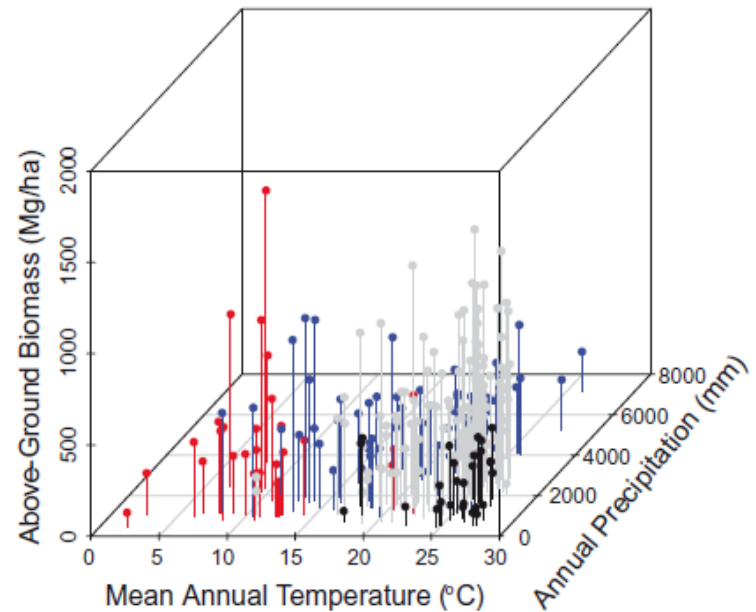 Above-Ground Biomass (Mg/ha)
2000
1500
1000
500
0
0 5 10 15 20 25 30
Mean Annual Temperature (°C)
8000
6000
4000
2000
0
Annual Precipitation (mm)